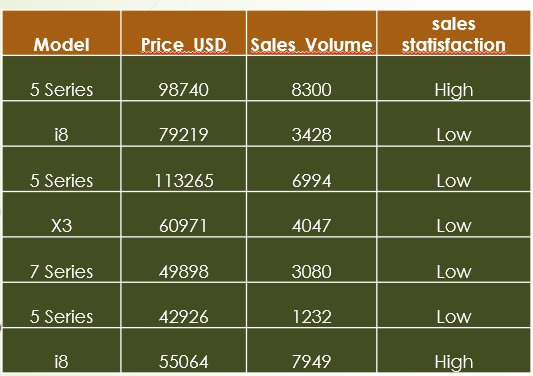 Model Price_USD Sales_Volume sales statisfaction
5 Series 98740 8300 High
i8 79219 3428 Low
5 Series 113265 6994 Low
X3 60971 4047 Low
7 Series 49898 3080 Low
5 Series 42926 1232 Low
i8 55064 7949 High